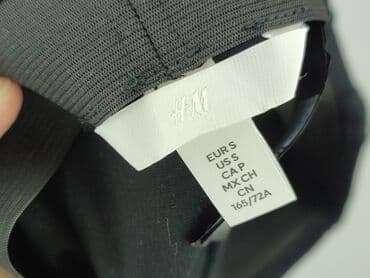 H&M
EUR S
US S
CA P
MX CH
CN
165/72A